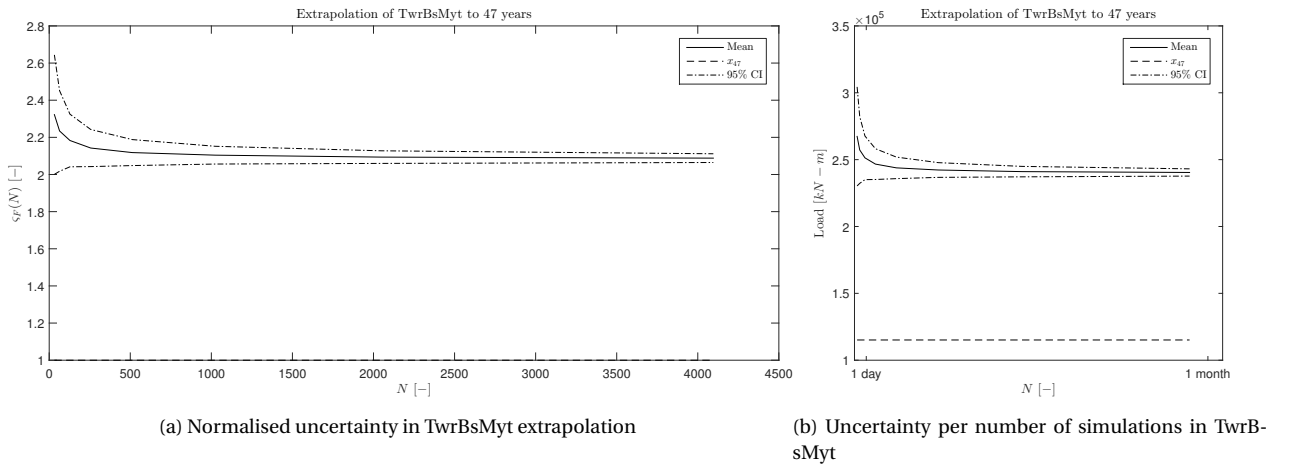 Extrapolation of TwrBsMyt to 47 years
2.8
2.6
2.4
2.2
2
1.8
1.6
1.4
1.2
1
0 500 1000 1500 2000 2500 3000 3500 4000 4500
N [−]
ςF(N) [−]
Mean
x47
95% CI
(a) Normalised uncertainty in TwrBsMyt extrapolation
×10⁵ Extrapolation of TwrBsMyt to 47 years
3.5
3
2.5
2
1.5
1
1 day 1 month
N [−]
Load [kN − m]
Mean
x47
95% CI
(b) Uncertainty per number of simulations in TwrB-
sMyt